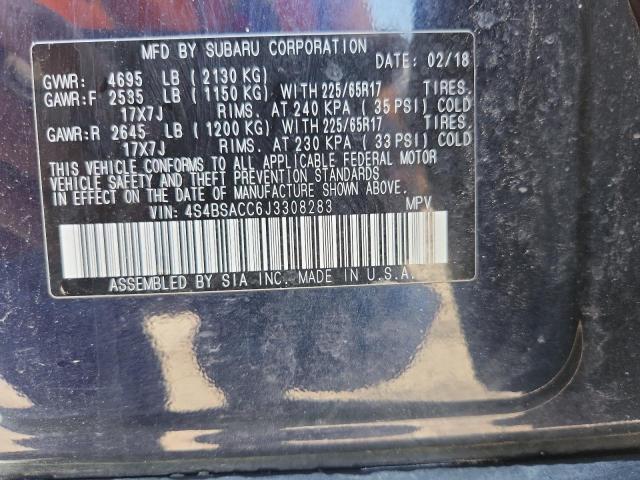 MFD BY SUBARU CORPORATION
DATE: 02/18
GVWR: 4695 LB (2130 KG)
GAWR:F 2535 LB (1150 KG) WITH 225/65R17 TIRES.
17X7J RIMS. AT 240 KPA (35 PSI) COLD
GAWR:R 2645 LB (1200 KG) WITH 225/65R17 TIRES.
17X7J RIMS. AT 230 KPA (33 PSI) COLD
THIS VEHICLE CONFORMS TO ALL APPLICABLE FEDERAL MOTOR
VEHICLE SAFETY AND THEFT PREVENTION STANDARDS
IN EFFECT ON THE DATE OF MANUFACTURE SHOWN ABOVE.
VIN: 4S4BSACC6J3308283 MPV
ASSEMBLED BY SIA INC. MADE IN U.S.A.